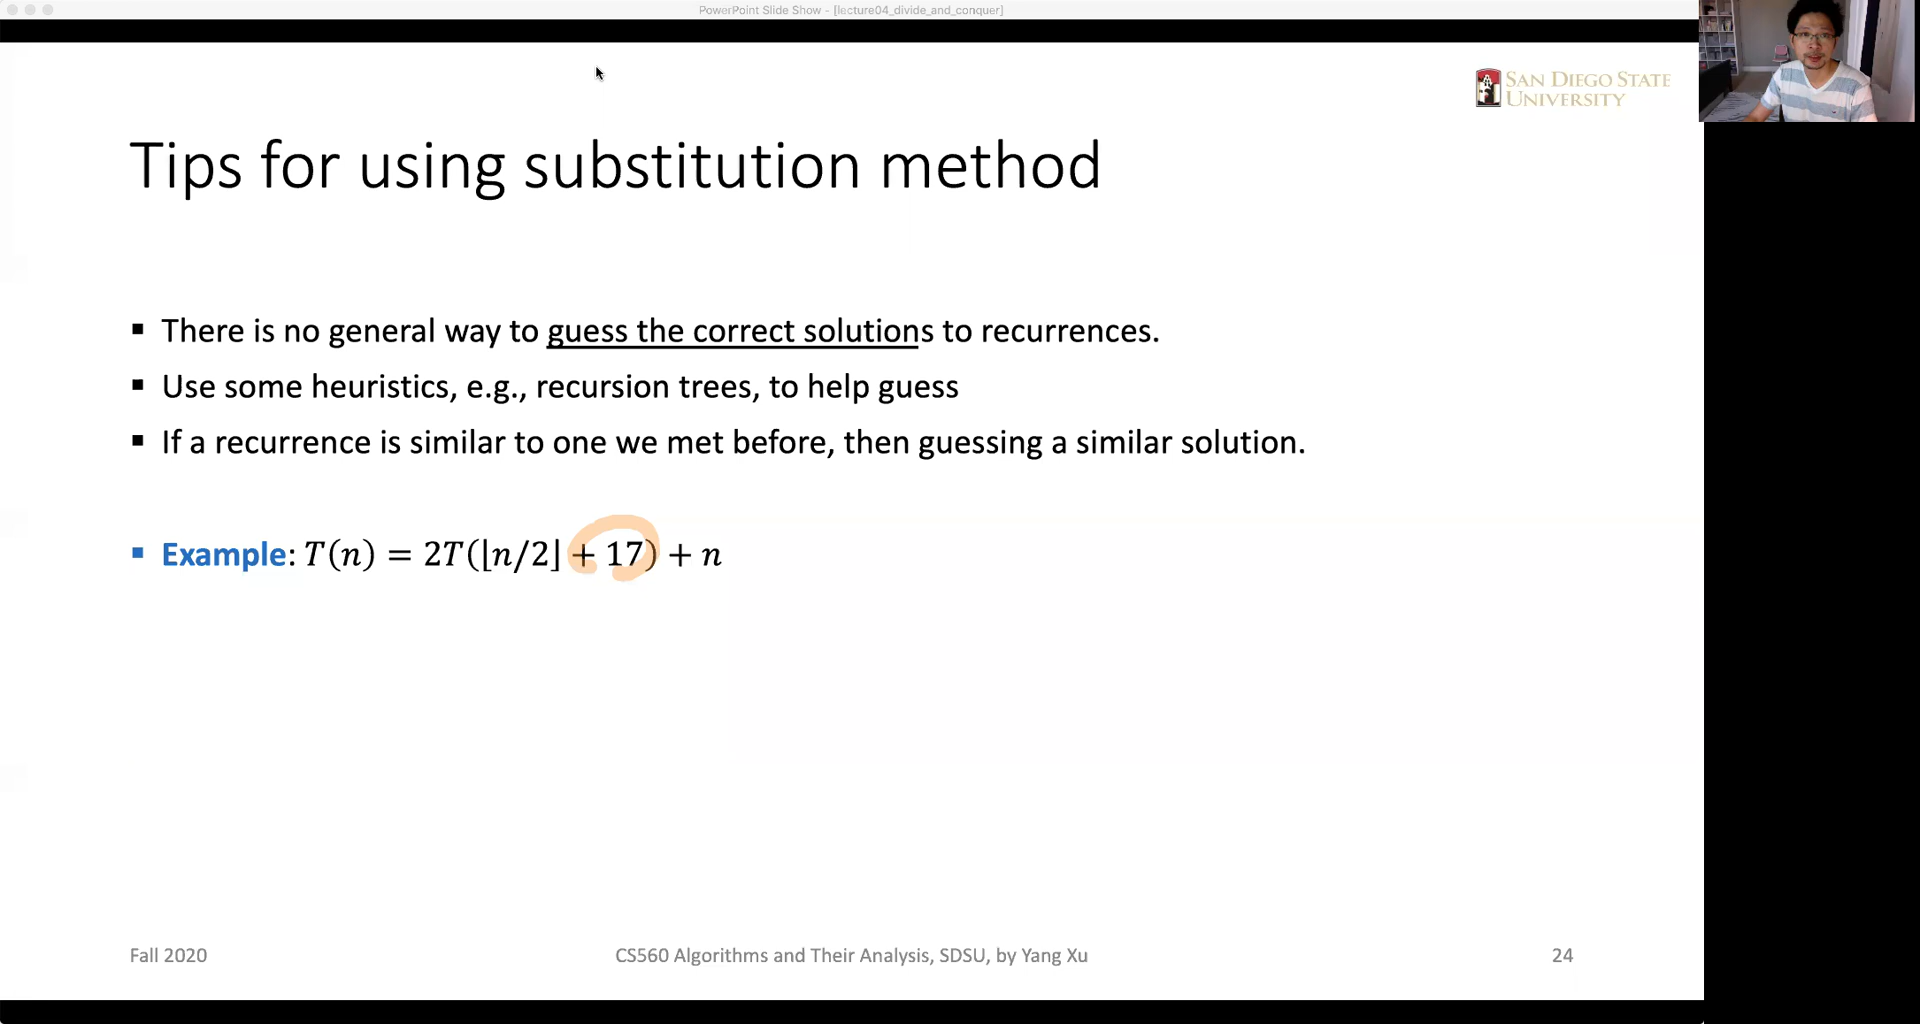 PowerPoint Slide Show - [lecture04_divide_and_conquer]
SAN DIEGO STATE
UNIVERSITY
Tips for using substitution method
▪ There is no general way to guess the correct solutions to recurrences.
▪ Use some heuristics, e.g., recursion trees, to help guess
▪ If a recurrence is similar to one we met before, then guessing a similar solution.
▪ Example: T(n) = 2T(⌊n/2⌋ + 17) + n
Fall 2020
CS560 Algorithms and Their Analysis, SDSU, by Yang Xu
24